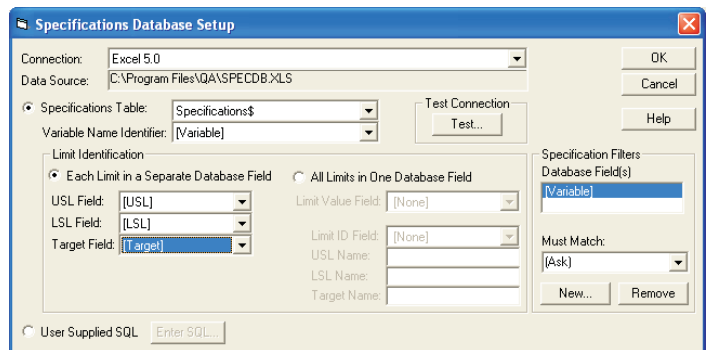 Specifications Database Setup
Connection: Excel 5.0 OK
Data Source: C:\Program Files\QA\SPECDB.XLS Cancel
Specifications Table: Specifications$ Test Connection Help
Variable Name Identifier: [Variable] Test...
Limit Identification Specification Filters
Each Limit in a Separate Database Field All Limits in One Database Field Database Field(s)
USL Field: [USL] Limit Value Field: [None] [Variable]
LSL Field: [LSL]
Target Field: [Target] Limit ID Field: [None] Must Match:
USL Name: (Ask)
LSL Name:
Target Name: New... Remove
User Supplied SQL Enter SQL...